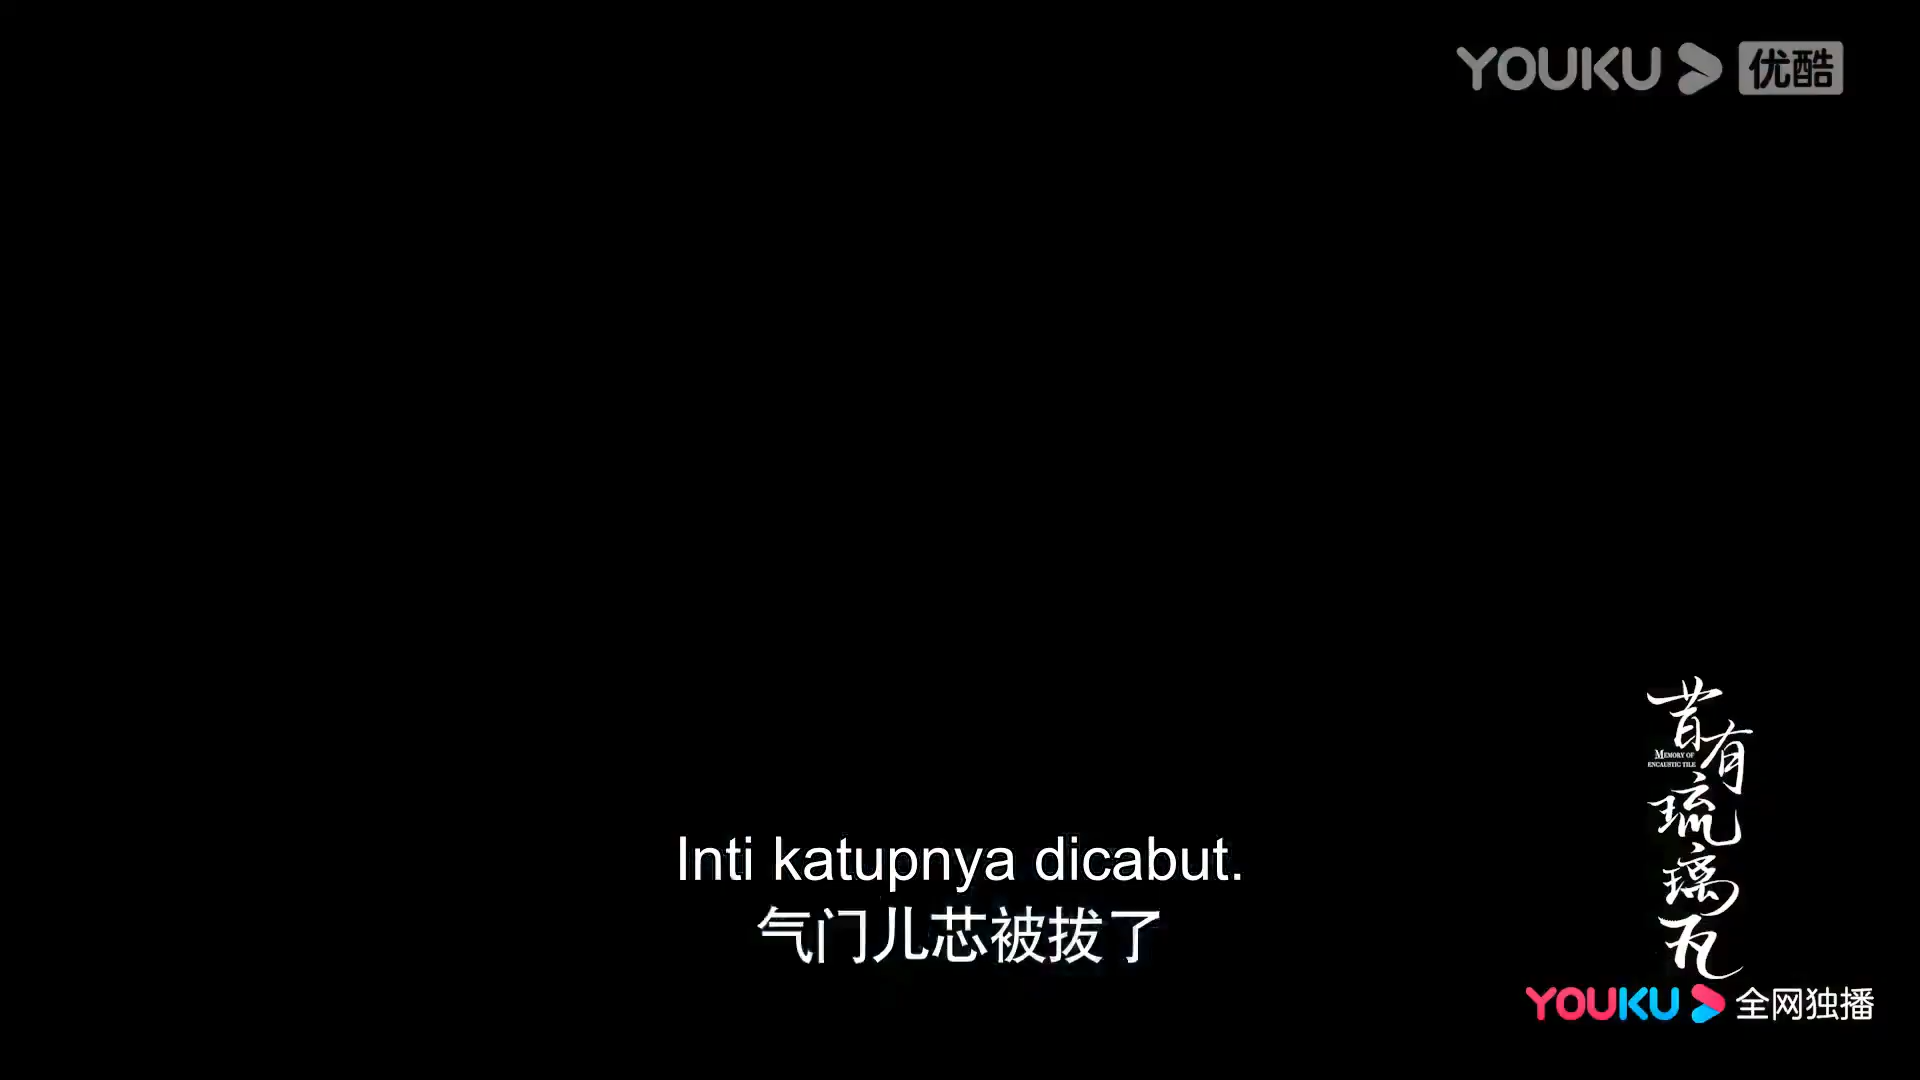 YOUKU 优酷
昔有琉璃瓦
MEMORY OF
ENCAUSTIC TILE
Inti katupnya dicabut.
气门儿芯被拔了
YOUKU 全网独播